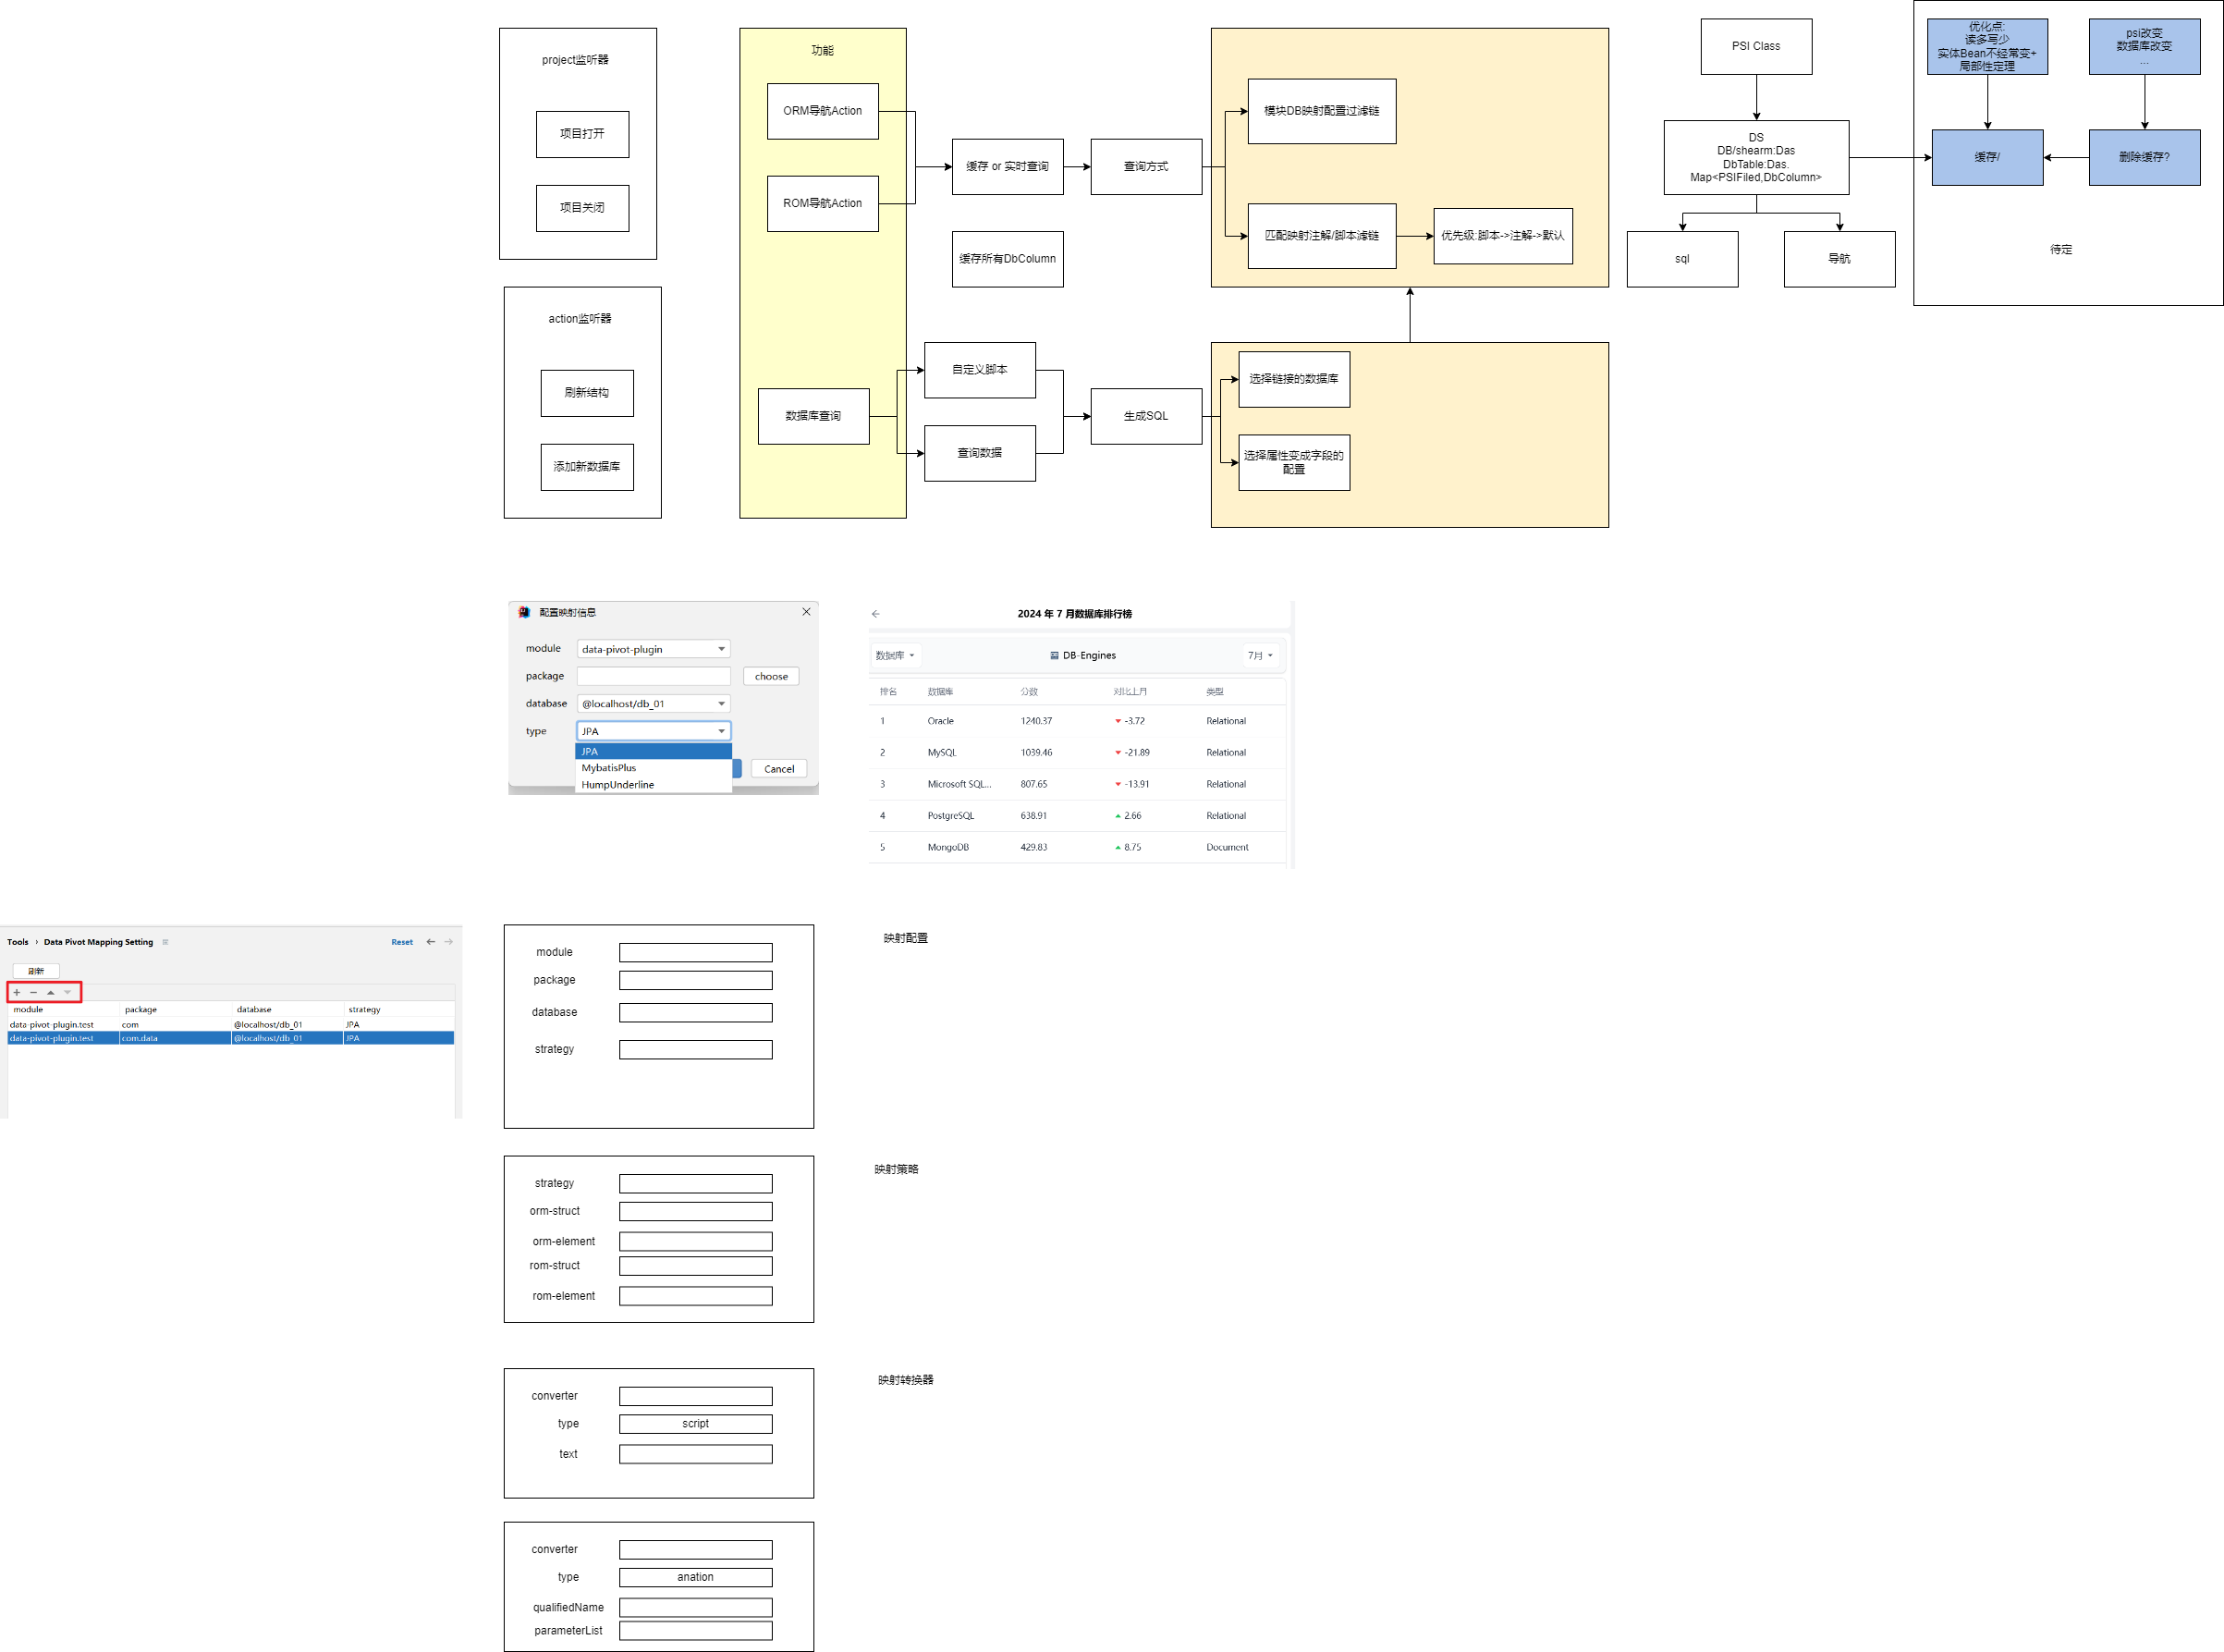 project监听器
项目打开
项目关闭
action监听器
刷新结构
添加新数据库
功能
ORM导航Action
ROM导航Action
数据库查询
缓存 or 实时查询
缓存所有DbColumn
查询方式
自定义脚本
查询数据
生成SQL
模块DB映射配置过滤链
匹配映射注解/脚本滤链
优先级:脚本->注解->默认
选择链接的数据库
选择属性变成字段的
配置
PSI Class
DS
DB/shearm:Das
DbTable:Das.
Map<PSIFiled,DbColumn>
sql
导航
优化点:
读多写少
实体Bean不经常变+
局部性定理
psi改变
数据库改变
...
缓存/
删除缓存?
待定
配置映射信息
module data-pivot-plugin
package choose
database @localhost/db_01
type JPA
JPA
MybatisPlus
HumpUnderline
Cancel
2024 年 7 月数据库排行榜
数据库 DB-Engines 7月
排名 数据库 分数 对比上月 类型
1 Oracle 1240.37 -3.72 Relational
2 MySQL 1039.46 -21.89 Relational
3 Microsoft SQL... 807.65 -13.91 Relational
4 PostgreSQL 638.91 2.66 Relational
5 MongoDB 429.83 8.75 Document
Tools › Data Pivot Mapping Setting Reset
刷新
module package database strategy
data-pivot-plugin.test com @localhost/db_01 JPA
data-pivot-plugin.test com.data @localhost/db_01 JPA
module
package
database
strategy
映射配置
strategy
orm-struct
orm-element
rom-struct
rom-element
映射策略
converter
type script
text
映射转换器
converter
type anation
qualifiedName
parameterList